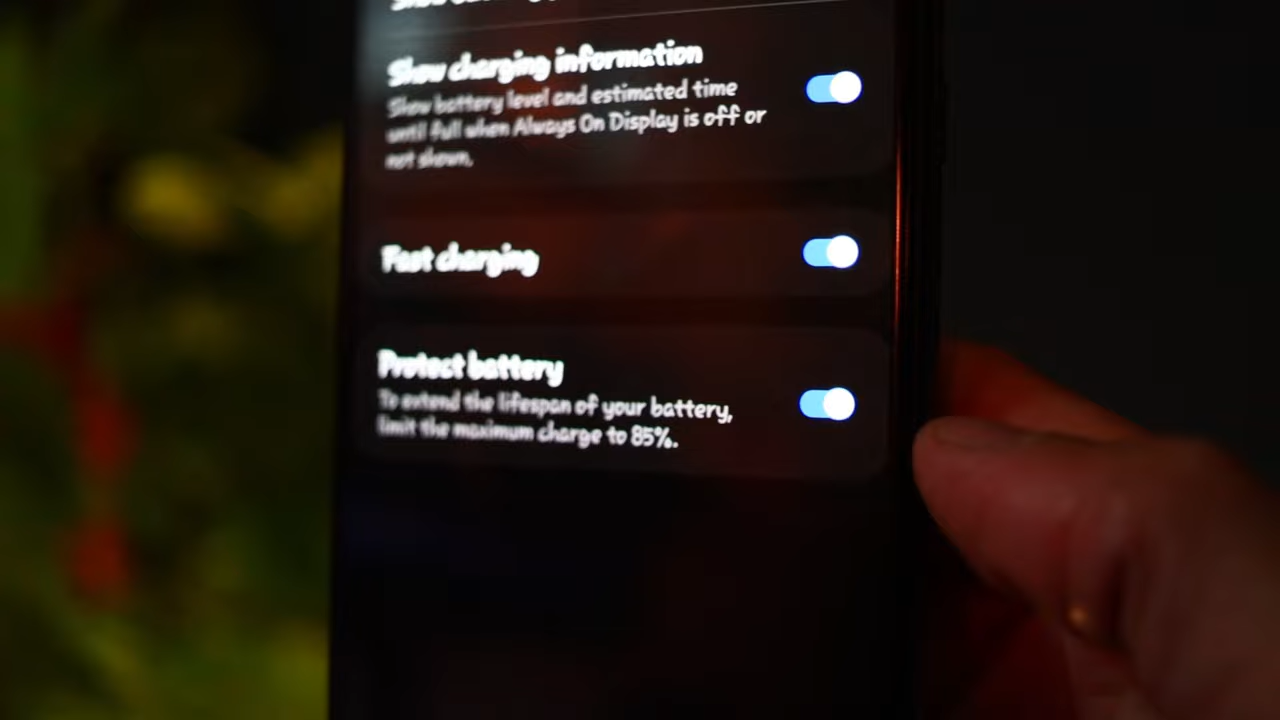 Show charging information
Show battery level and estimated time
until full when Always On Display is off or
not shown.
Fast charging
Protect battery
To extend the lifespan of your battery,
limit the maximum charge to 85%.